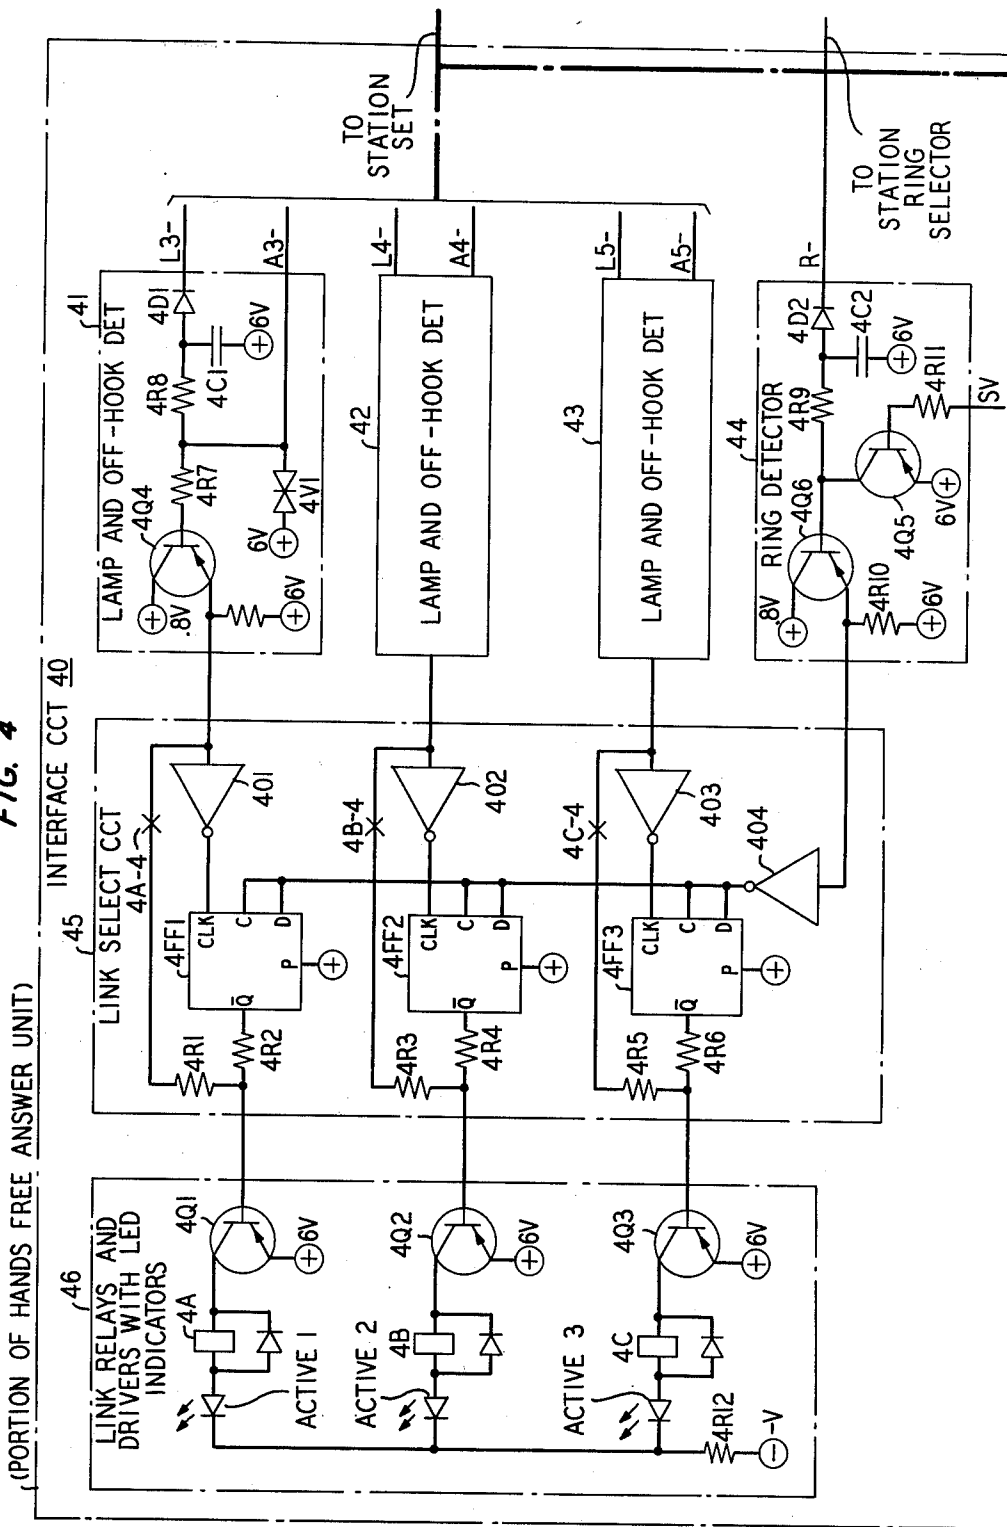 FIG. 4
(PORTION OF HANDS FREE ANSWER UNIT)
INTERFACE CCT 40
46
LINK RELAYS AND
DRIVERS WITH LED
INDICATORS
4A
4Q1
6V
ACTIVE 1
ACTIVE 2
4B
4Q2
6V
ACTIVE 3
4C
4Q3
6V
4R12
-V
45
LINK SELECT CCT
4A-4
4R1
4R2
4FF1
Q
CLK
C
D
P
401
4B-4
4R3
4R4
4FF2
Q
CLK
C
D
P
402
4C-4
4R5
4R6
4FF3
Q
CLK
C
D
P
403
404
41
LAMP AND OFF-HOOK DET
4Q4
.8V
6V
4R7
4R8
4D1
4C1
6V
6V
4V1
L3-
A3-
42
LAMP AND OFF-HOOK DET
L4-
A4-
43
LAMP AND OFF-HOOK DET
L5-
A5-
44
RING DETECTOR
4Q6
.8V
4R10
6V
4R9
4D2
4C2
6V
4Q5
6V
4R11
SV
R-
TO
STATION
SET
TO
STATION
RING
SELECTOR